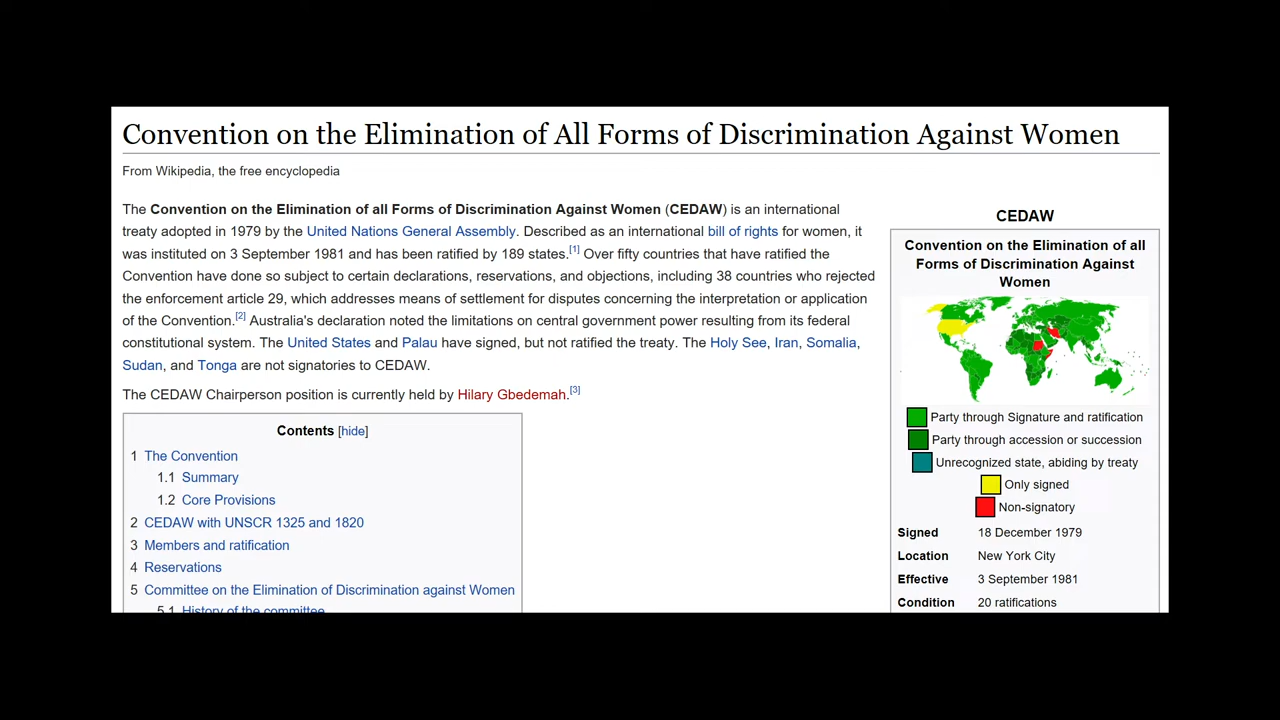 Convention on the Elimination of All Forms of Discrimination Against Women
From Wikipedia, the free encyclopedia
The Convention on the Elimination of all Forms of Discrimination Against Women (CEDAW) is an international
treaty adopted in 1979 by the United Nations General Assembly. Described as an international bill of rights for women, it
was instituted on 3 September 1981 and has been ratified by 189 states.[1] Over fifty countries that have ratified the
Convention have done so subject to certain declarations, reservations, and objections, including 38 countries who rejected
the enforcement article 29, which addresses means of settlement for disputes concerning the interpretation or application
of the Convention.[2] Australia's declaration noted the limitations on central government power resulting from its federal
constitutional system. The United States and Palau have signed, but not ratified the treaty. The Holy See, Iran, Somalia,
Sudan, and Tonga are not signatories to CEDAW.
The CEDAW Chairperson position is currently held by Hilary Gbedemah.[3]
Contents [hide]
1 The Convention
1.1 Summary
1.2 Core Provisions
2 CEDAW with UNSCR 1325 and 1820
3 Members and ratification
4 Reservations
5 Committee on the Elimination of Discrimination against Women
5.1 History of the committee
CEDAW
Convention on the Elimination of all
Forms of Discrimination Against
Women
Party through Signature and ratification
Party through accession or succession
Unrecognized state, abiding by treaty
Only signed
Non-signatory
Signed 18 December 1979
Location New York City
Effective 3 September 1981
Condition 20 ratifications